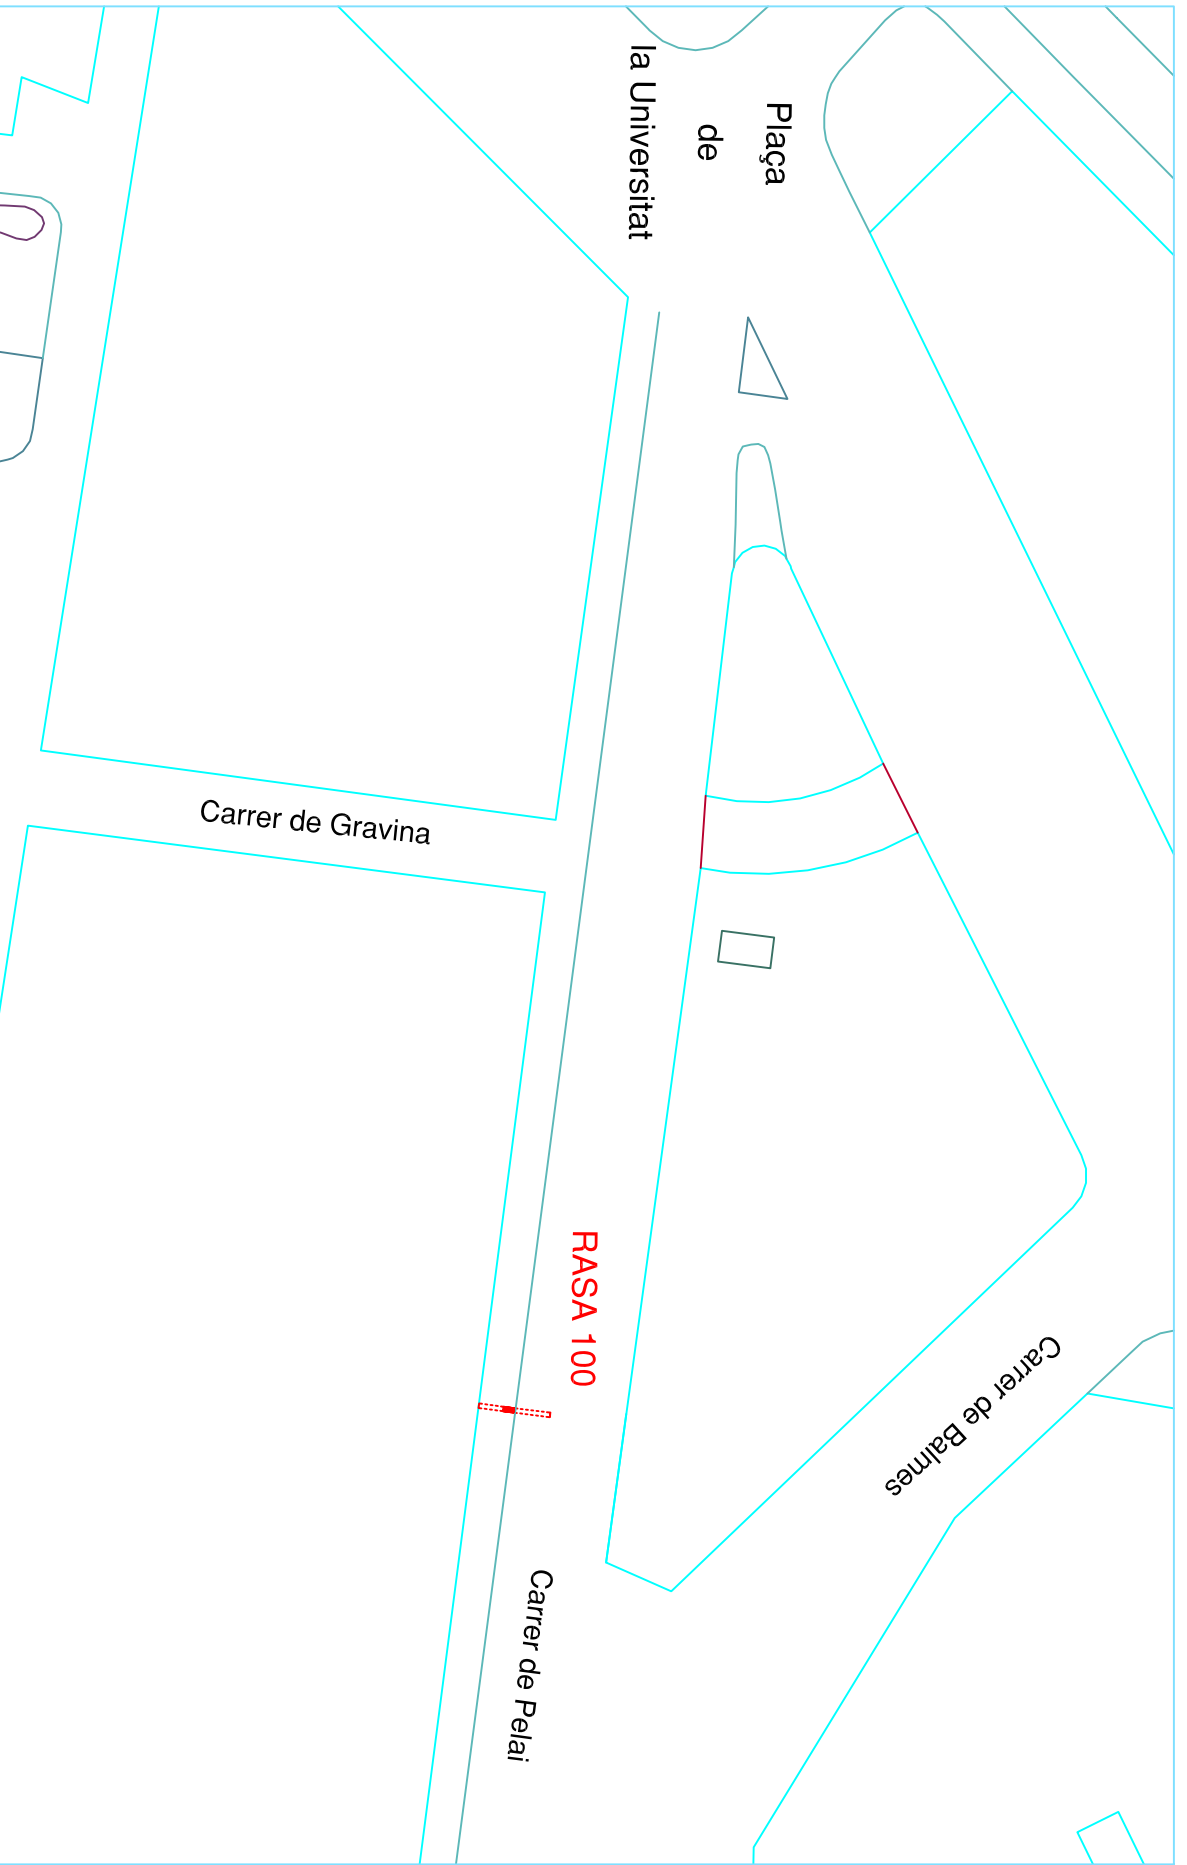 Plaça
de
la Universitat
Carrer de Gravina
RASA 100
Carrer de Balmes
Carrer de Pelai